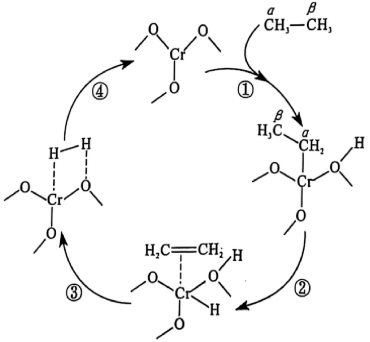 α β
CH₃—CH₃
O O
Cr
O
①
④
β
H₃C α
CH₂
H
O O
Cr
O
H H
O O
Cr
O
H₂C=CH₂
H
O O
Cr
H
O
②
③